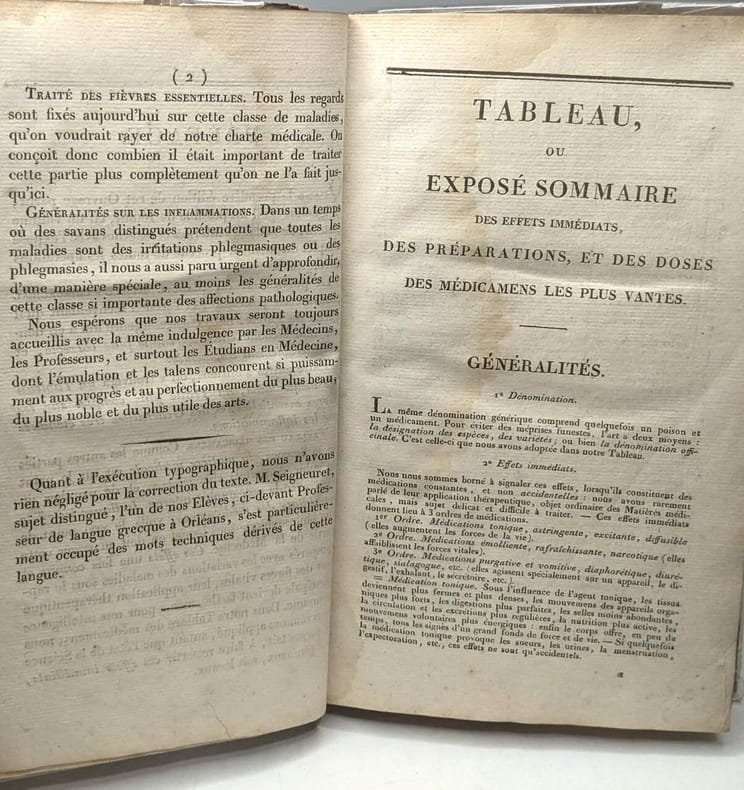 ( 2 )
TRAITÉ DES FIÈVRES ESSENTIELLES. Tous les regards
sont fixés aujourd'hui sur cette classe de maladies,
qu'on voudrait rayer de notre charte médicale. On
conçoit donc combien il était important de traiter
cette partie plus complètement qu'on ne l'a fait jus-
qu'ici.
GÉNÉRALITÉS SUR LES INFLAMMATIONS. Dans un temps
où des savans distingués prétendent que toutes les
maladies sont des irritations phlegmasiques ou des
phlegmasies, il nous a aussi paru urgent d'approfondir,
d'une manière spéciale, au moins les généralités de
cette classe si importante des affections pathologiques.
Nous espérons que nos travaux seront toujours
accueillis avec la même indulgence par les Médecins,
les Professeurs, et surtout les Étudians en Médecine,
dont l'émulation et les talens concourent si puissam-
ment aux progrès et au perfectionnement du plus beau,
du plus noble et du plus utile des arts.
Quant à l'exécution typographique, nous n'avons
rien négligé pour la correction du texte. M. Seigneuret,
sujet distingué, l'un de nos Elèves, ci-devant Profes-
seur de langue grecque à Orléans, s'est particulière-
ment occupé des mots techniques dérivés de cette
langue.
TABLEAU,
OU
EXPOSÉ SOMMAIRE
DES EFFETS IMMÉDIATS,
DES PRÉPARATIONS, ET DES DOSES
DES MÉDICAMENS LES PLUS VANTES.
GÉNÉRALITÉS.
1º Dénomination.
LA même dénomination générique comprend quelquefois un poison et
un médicament. Pour éviter des méprises funestes, l'art a deux moyens :
la désignation des espèces, des variétés; ou bien la dénomination offi-
cinale. C'est celle-ci que nous avons adoptée dans notre Tableau.
2º Effets immédiats.
Nous nous sommes borné à signaler ces effets, lorsqu'ils constituent des
médications constantes, et non accidentelles : nous avons rarement
parlé de leur application thérapeutique, objet ordinaire des Matières médi-
cales, mais sujet délicat et difficile à traiter. — Ces effets immédiats
donnent lieu à 3 ordres de médications.
1er Ordre. Médications tonique, astringente, excitante, diffusible
(elles augmentent les forces de la vie).
2e Ordre. Médications émolliente, rafraîchissante, narcotique (elles
affaiblissent les forces vitales).
3e Ordre. Médications purgative et vomitive, diaphorétique, diuré-
tique, sialagogue, etc. (elles agissent spécialement sur un appareil, le di-
gestif, l'exhalant, le sécrétoire, etc.).
= Médication tonique. Sous l'influence de l'agent tonique, les tissus
deviennent plus fermes et plus denses, les mouvemens des appareils orga-
niques plus forts, les digestions plus parfaites, les selles moins abondantes,
la circulation et les excrétions plus régulières, la nutrition plus active, les
mouvemens volontaires plus énergiques : enfin le corps offre, en peu de
temps, tous les signes d'un grand fonds de force et de vie. — Si quelquefois
la médication tonique provoque les sueurs, les urines, la menstruation,
l'expectoration, etc., ces effets ne sont qu'accidentels.
a